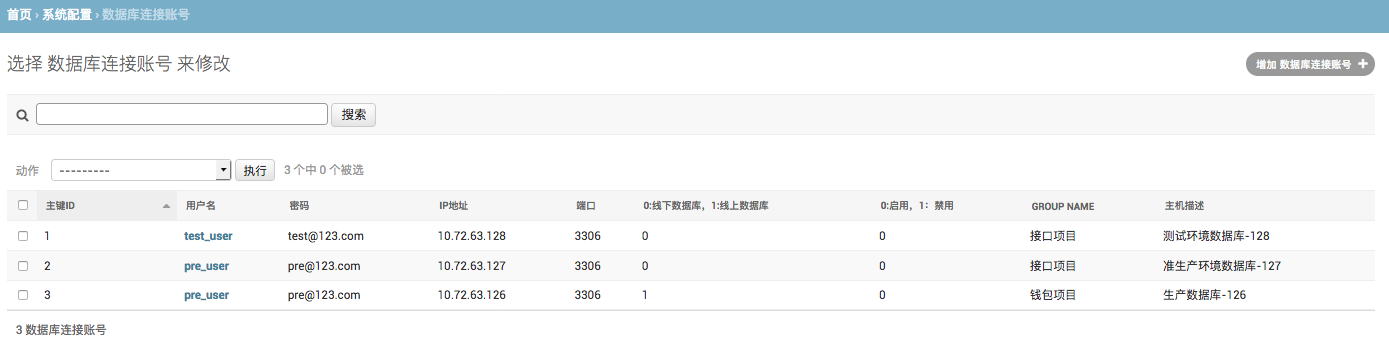 首页 › 系统配置 › 数据库连接账号
选择 数据库连接账号 来修改
增加 数据库连接账号 +
搜索
动作 --------- 执行 3 个中 0 个被选
主键ID 用户名 密码 IP地址 端口 0:线下数据库，1:线上数据库 0:启用，1：禁用 GROUP NAME 主机描述
1 test_user test@123.com 10.72.63.128 3306 0 0 接口项目 测试环境数据库-128
2 pre_user pre@123.com 10.72.63.127 3306 0 0 接口项目 准生产环境数据库-127
3 pre_user pre@123.com 10.72.63.126 3306 1 0 钱包项目 生产数据库-126
3 数据库连接账号